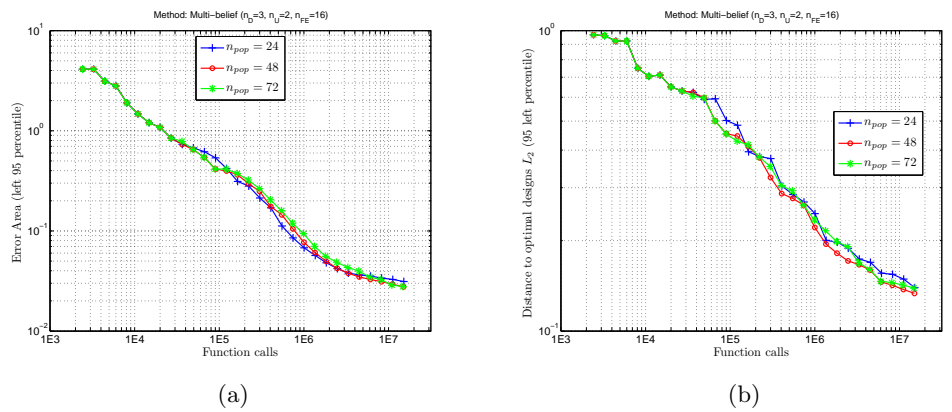 Method: Multi-belief (n_D=3, n_U=2, n_FE=16)
10^1
10^0
10^{-1}
10^{-2}
Error Area (left 95 percentile)
n_pop = 24
n_pop = 48
n_pop = 72
1E3 1E4 1E5 1E6 1E7
Function calls
(a)
Method: Multi-belief (n_D=3, n_U=2, n_FE=16)
10^0
10^{-1}
Distance to optimal designs L_2 (95 left percentile)
n_pop = 24
n_pop = 48
n_pop = 72
1E3 1E4 1E5 1E6 1E7
Function calls
(b)